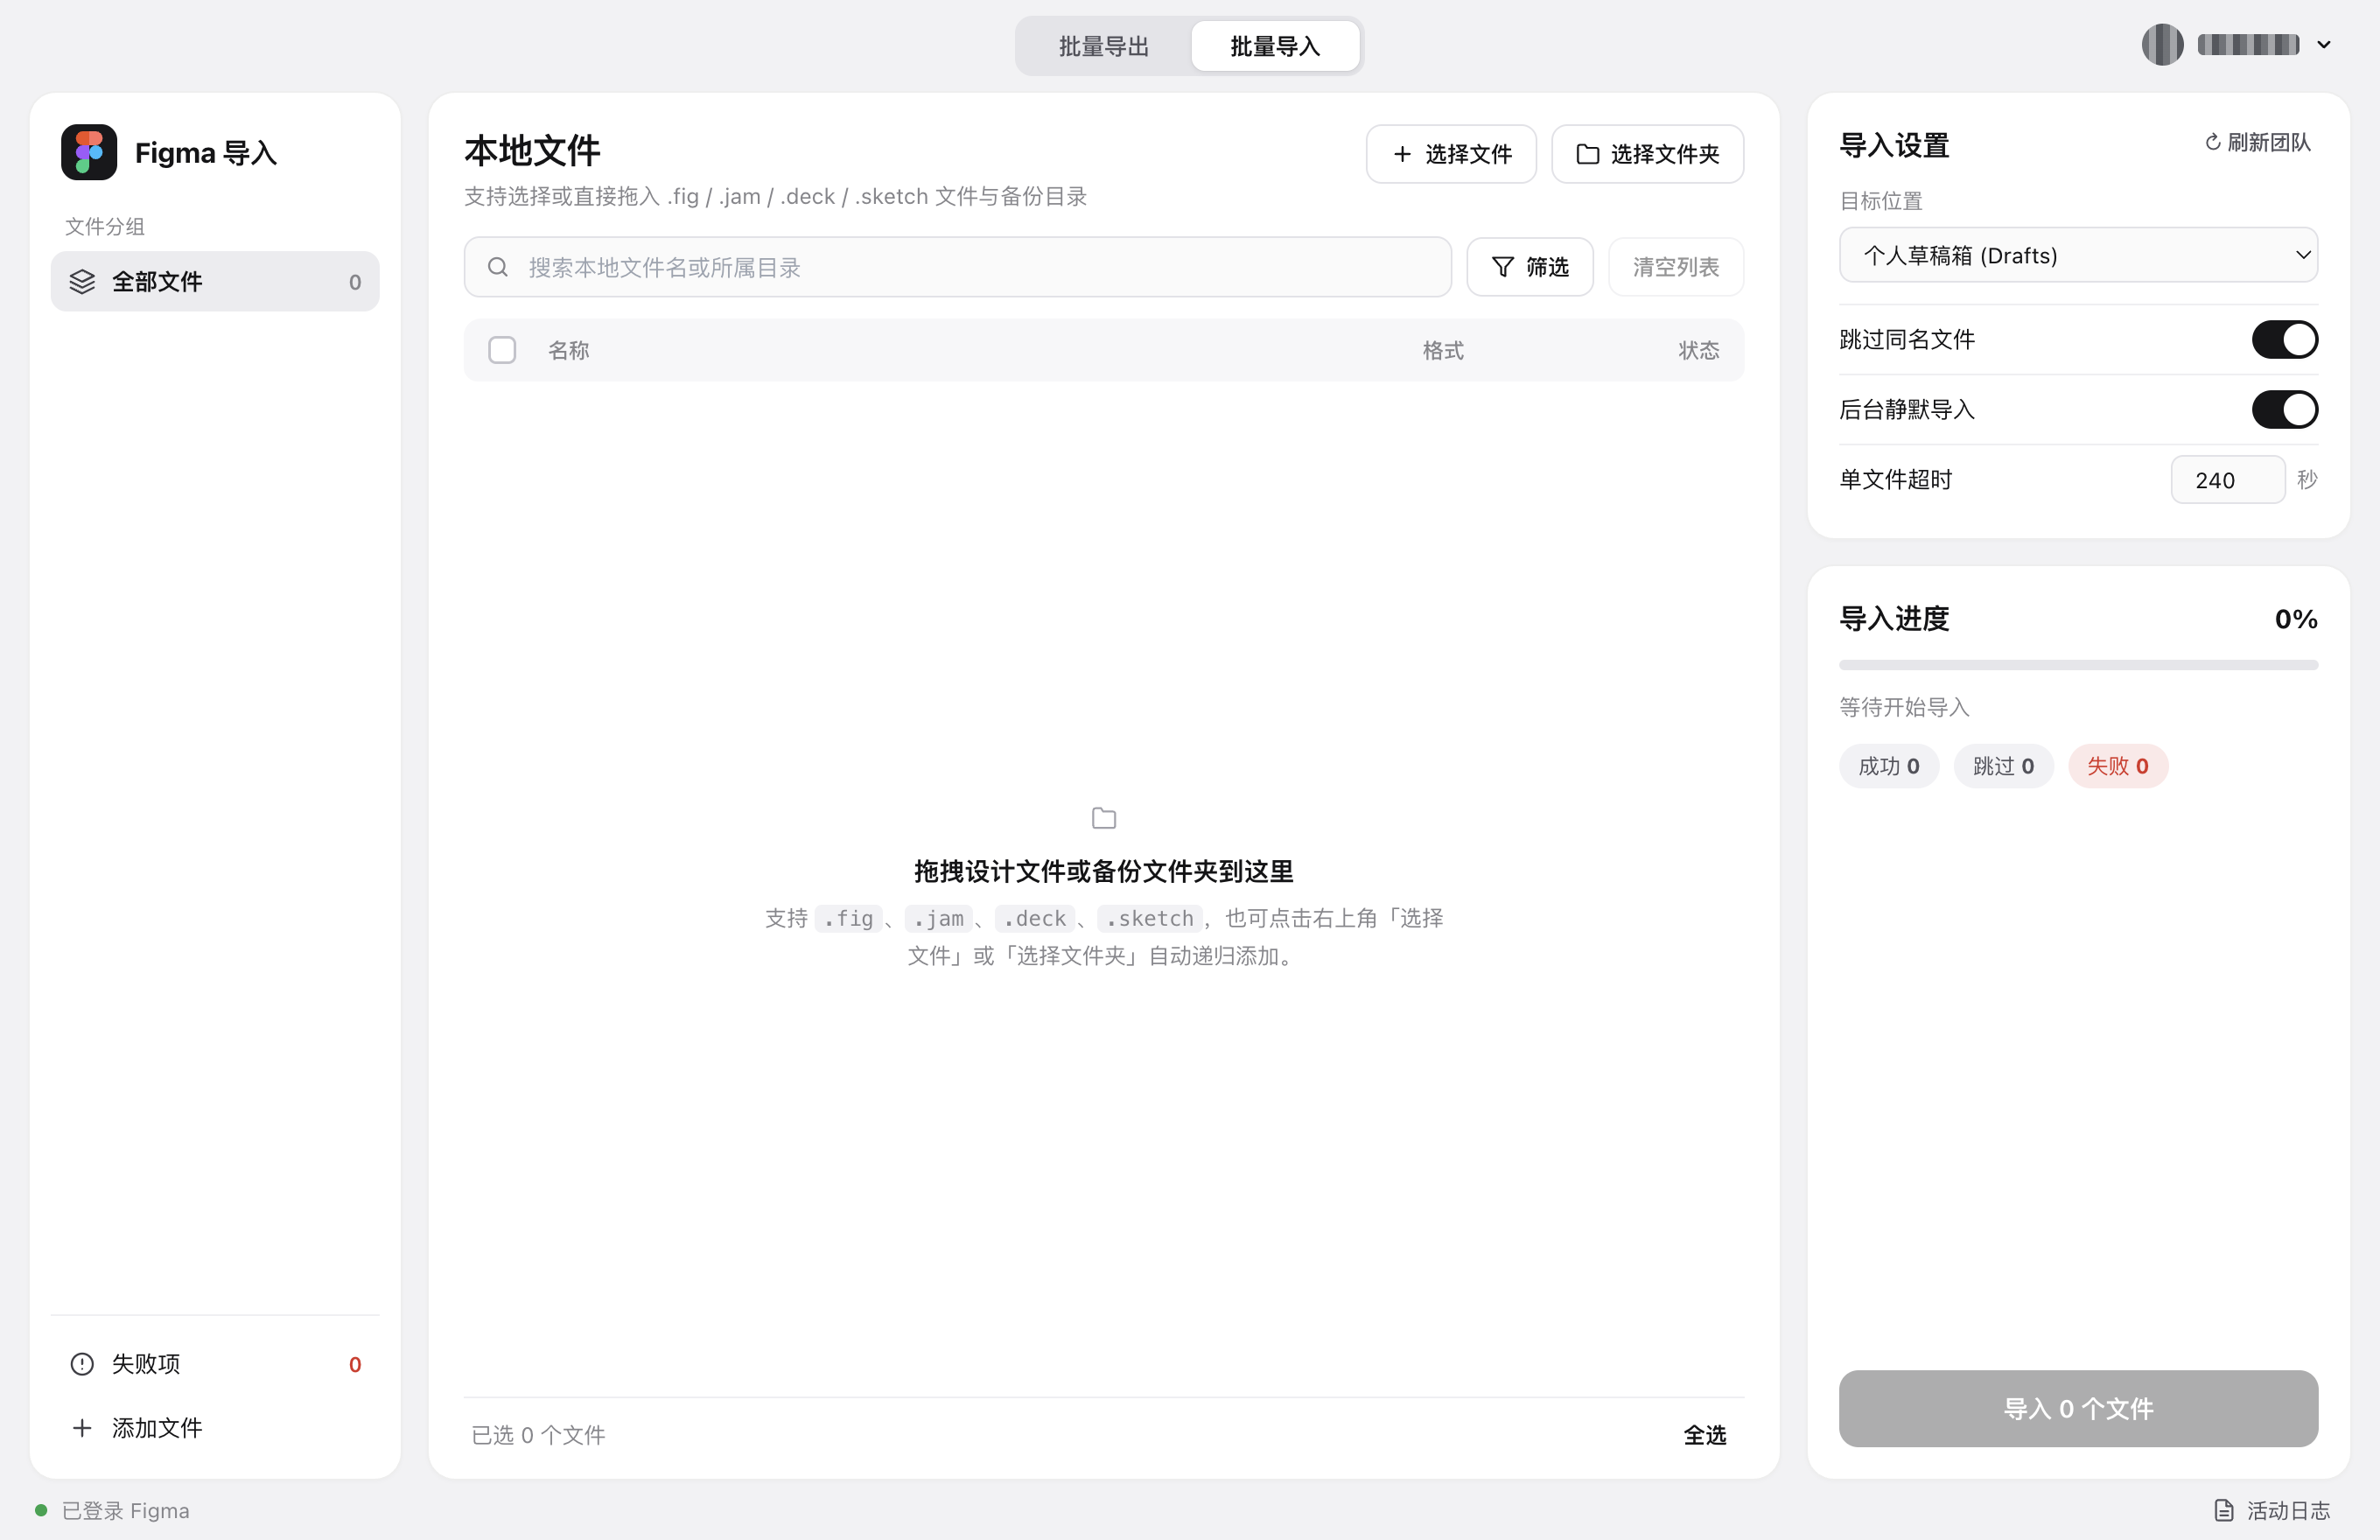 批量导出
批量导入
Figma 导入
文件分组
全部文件 0
失败项 0
添加文件
本地文件
支持选择或直接拖入 .fig / .jam / .deck / .sketch 文件与备份目录
选择文件
选择文件夹
搜索本地文件名或所属目录
筛选
清空列表
名称 格式 状态
拖拽设计文件或备份文件夹到这里
支持 .fig、.jam、.deck、.sketch，也可点击右上角「选择
文件」或「选择文件夹」自动递归添加。
已选 0 个文件
全选
导入设置
刷新团队
目标位置
个人草稿箱 (Drafts)
跳过同名文件
后台静默导入
单文件超时 240 秒
导入进度 0%
等待开始导入
成功 0 跳过 0 失败 0
导入 0 个文件
已登录 Figma
活动日志